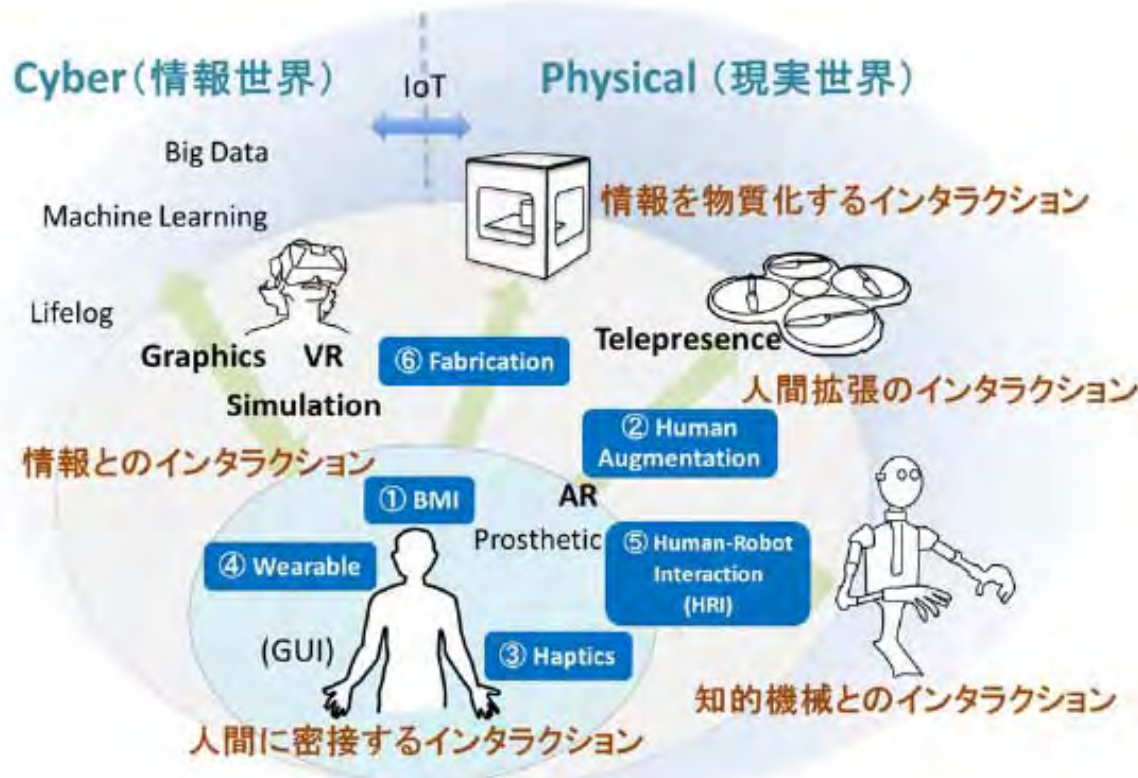 Cyber(情報世界)
IoT
Physical (現実世界)
Big Data
Machine Learning
情報を物質化するインタラクション
Lifelog
Graphics VR
Simulation
⑥ Fabrication
Telepresence
人間拡張のインタラクション
② Human
Augmentation
情報とのインタラクション
① BMI
AR
Prosthetic
④ Wearable
⑤ Human-Robot
Interaction
(HRI)
(GUI)
③ Haptics
知的機械とのインタラクション
人間に密接するインタラクション